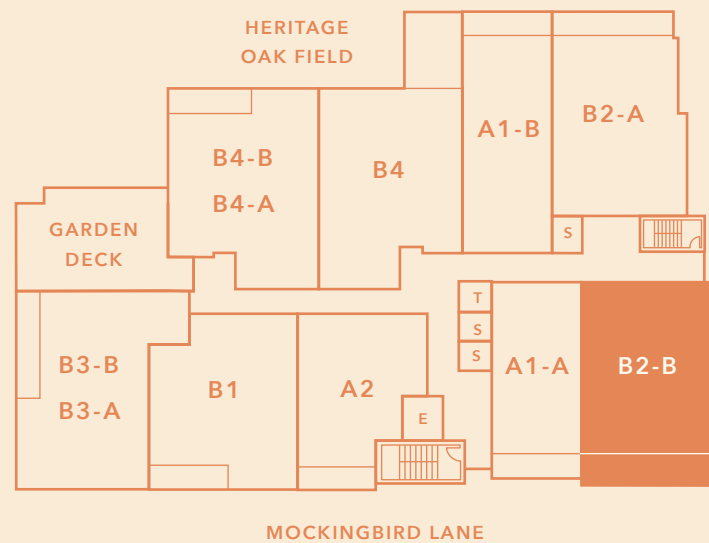 HERITAGE
OAK FIELD
A1-B
B2-A
B4-B
B4-A
B4
GARDEN
DECK
S
T
S
S
B3-B
B3-A
B1
A2
E
A1-A
B2-B
MOCKINGBIRD LANE